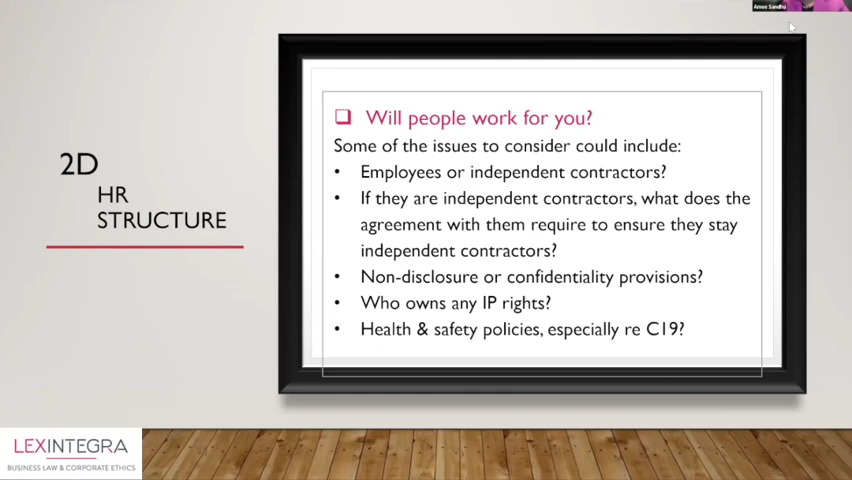 Amee Sandhu
2D
HR
STRUCTURE
❑ Will people work for you?
Some of the issues to consider could include:
• Employees or independent contractors?
• If they are independent contractors, what does the
agreement with them require to ensure they stay
independent contractors?
• Non-disclosure or confidentiality provisions?
• Who owns any IP rights?
• Health & safety policies, especially re C19?
LEXINTEGRA
BUSINESS LAW & CORPORATE ETHICS